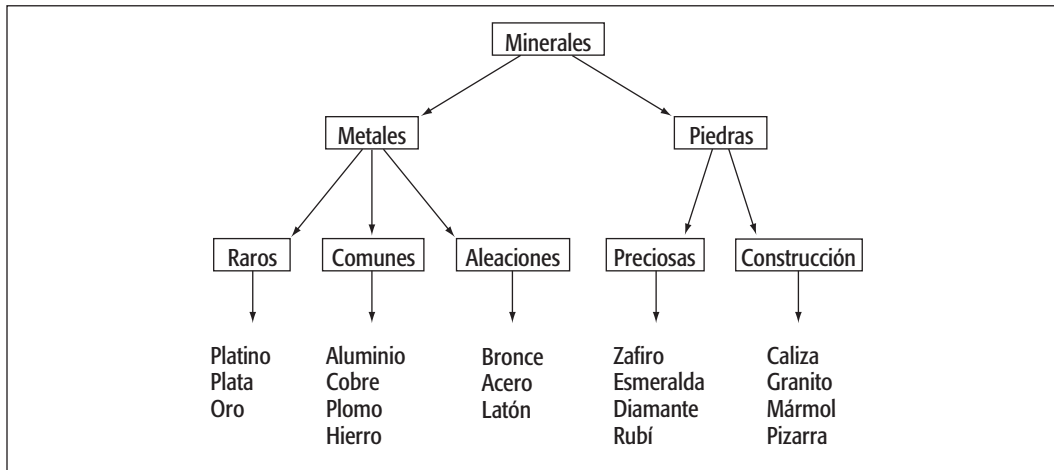 Minerales
Metales
Piedras
Raros
Comunes
Aleaciones
Preciosas
Construcción
Platino
Plata
Oro
Aluminio
Cobre
Plomo
Hierro
Bronce
Acero
Latón
Zafiro
Esmeralda
Diamante
Rubí
Caliza
Granito
Mármol
Pizarra